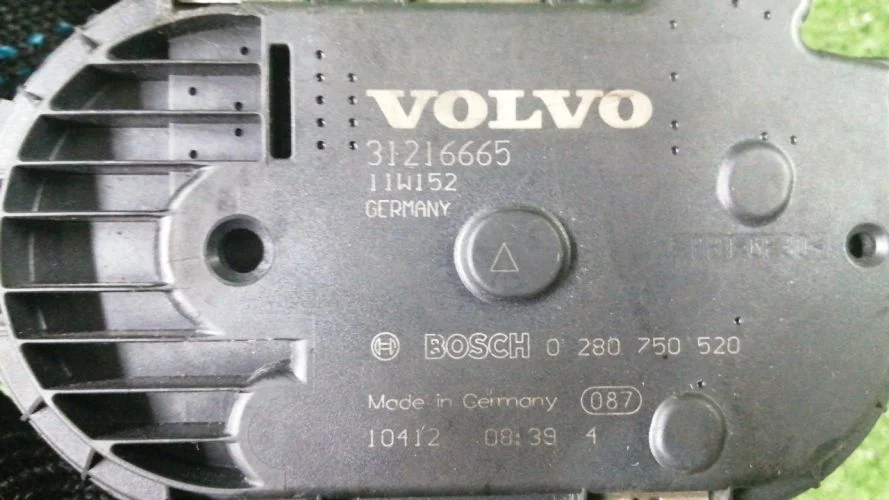 VOLVO
31216665
11W152
GERMANY
BOSCH 0 280 750 520
Made in Germany 087
10412 08:39 4